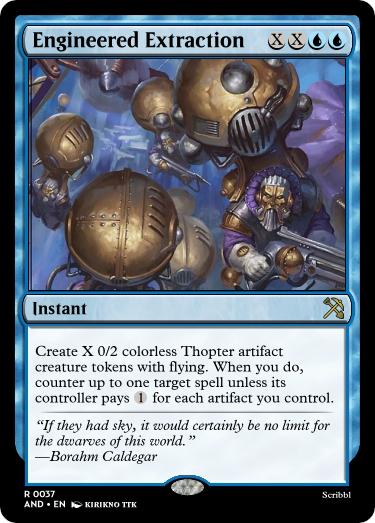 Engineered Extraction XXUU
Instant
Create X 0/2 colorless Thopter artifact
creature tokens with flying. When you do,
counter up to one target spell unless its
controller pays 1 for each artifact you control.
“If they had sky, it would certainly be no limit for
the dwarves of this world.”
—Borahm Caldegar
R 0037
AND • EN KIRIKNO TTK
Scribbl